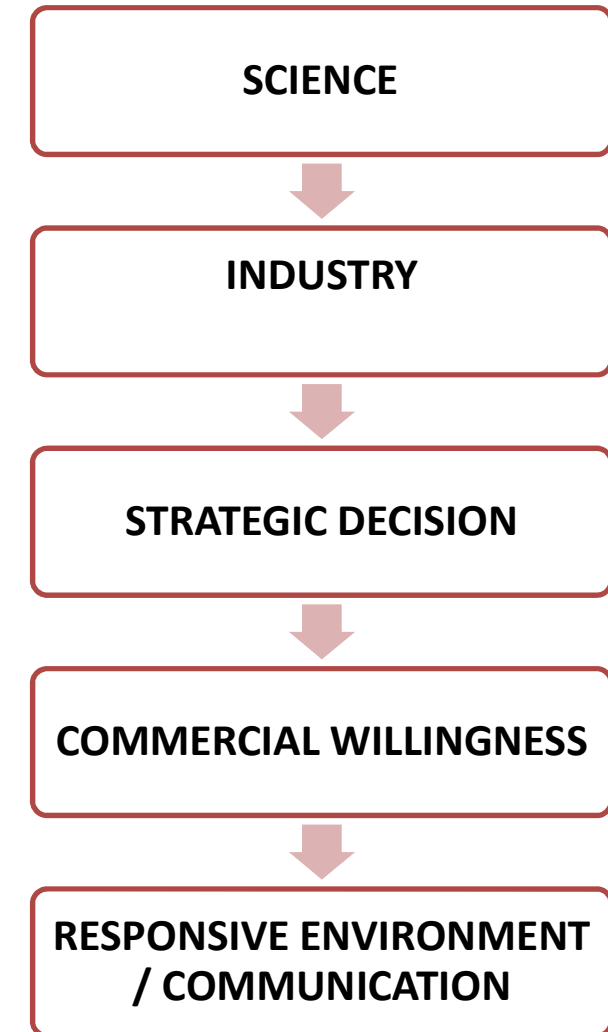 SCIENCE
INDUSTRY
STRATEGIC DECISION
COMMERCIAL WILLINGNESS
RESPONSIVE ENVIRONMENT
/ COMMUNICATION